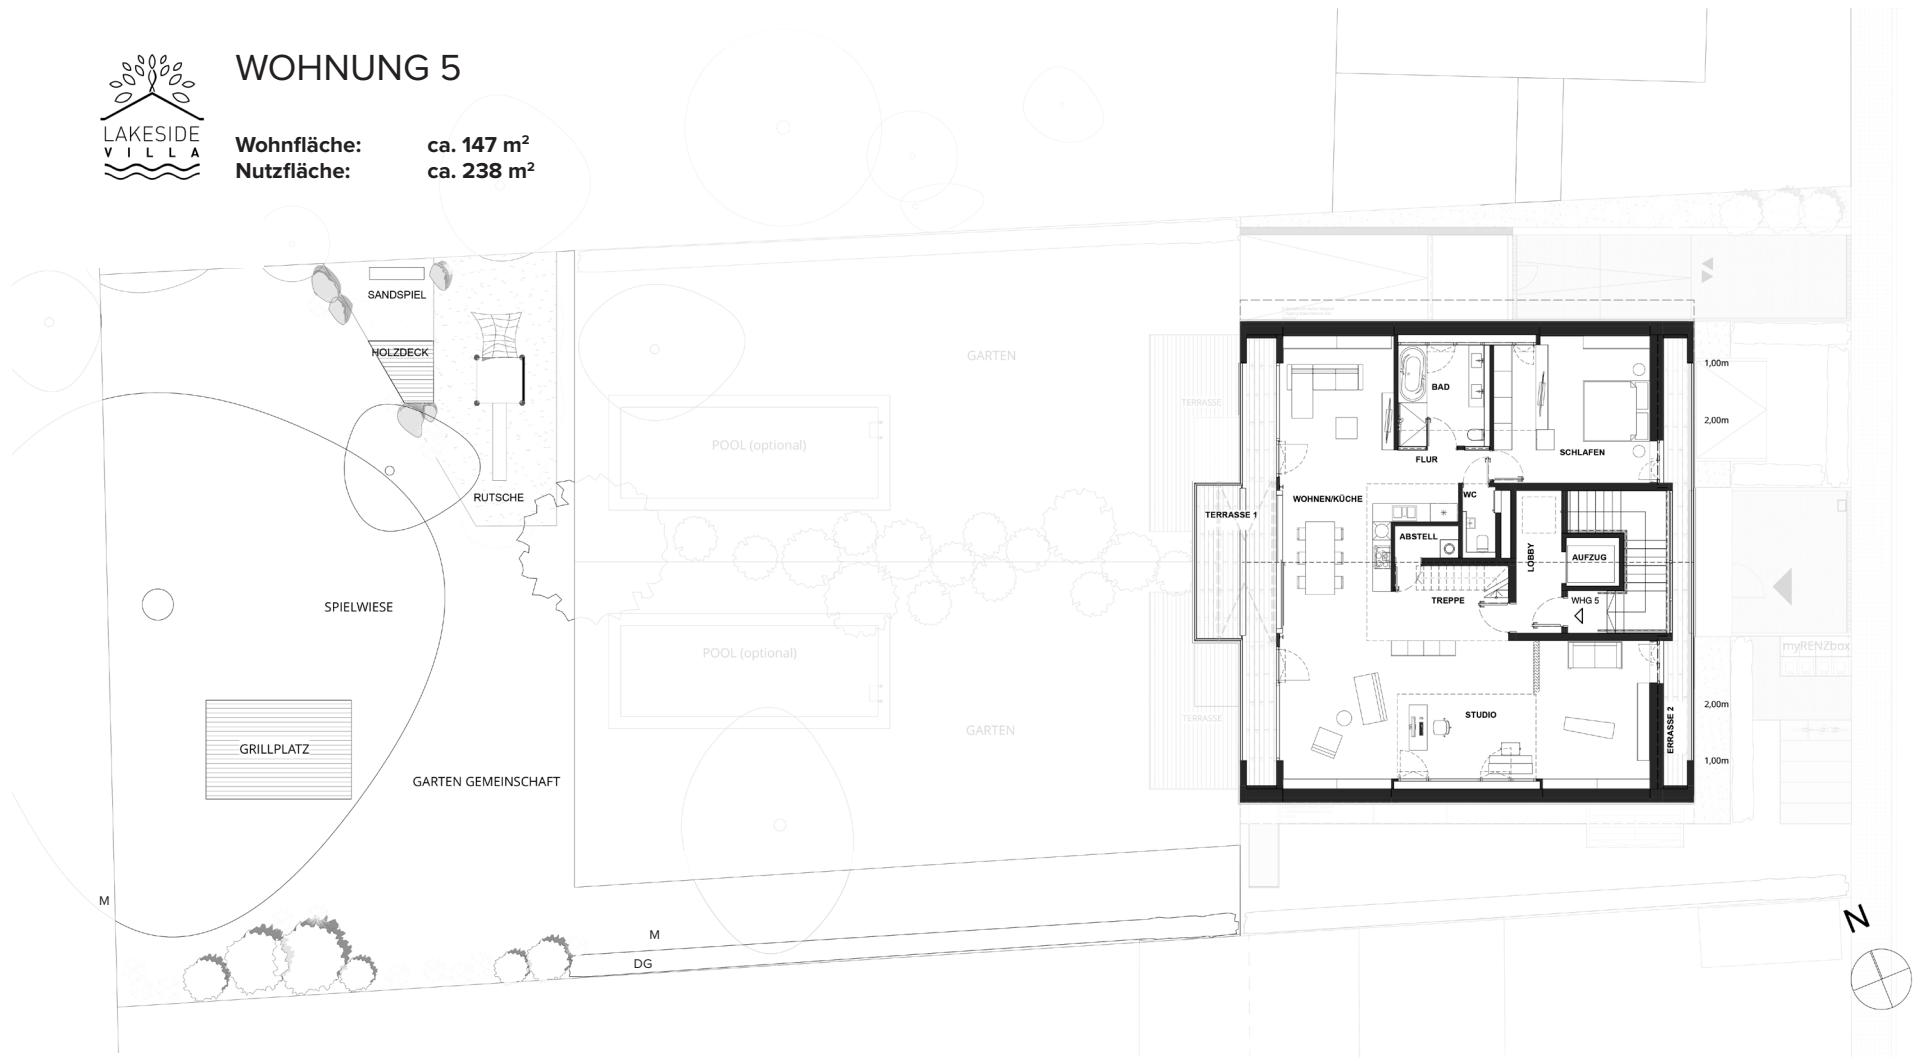 WOHNUNG 5
LAKESIDE
VILLA
Wohnfläche: ca. 147 m²
Nutzfläche: ca. 238 m²
SANDSPIEL
HOLZDECK
RUTSCHE
SPIELWIESE
GRILLPLATZ
GARTEN GEMEINSCHAFT
M
M
DG
GARTEN
POOL (optional)
POOL (optional)
GARTEN
TERRASSE
TERRASSE
TERRASSE 1
WOHNEN/KÜCHE
BAD
FLUR
SCHLAFEN
WC
ABSTELL
LOBBY
AUFZUG
TREPPE
WHG 5
STUDIO
ERRASSE 2
1,00m
2,00m
2,00m
1,00m
myRENZbox
N